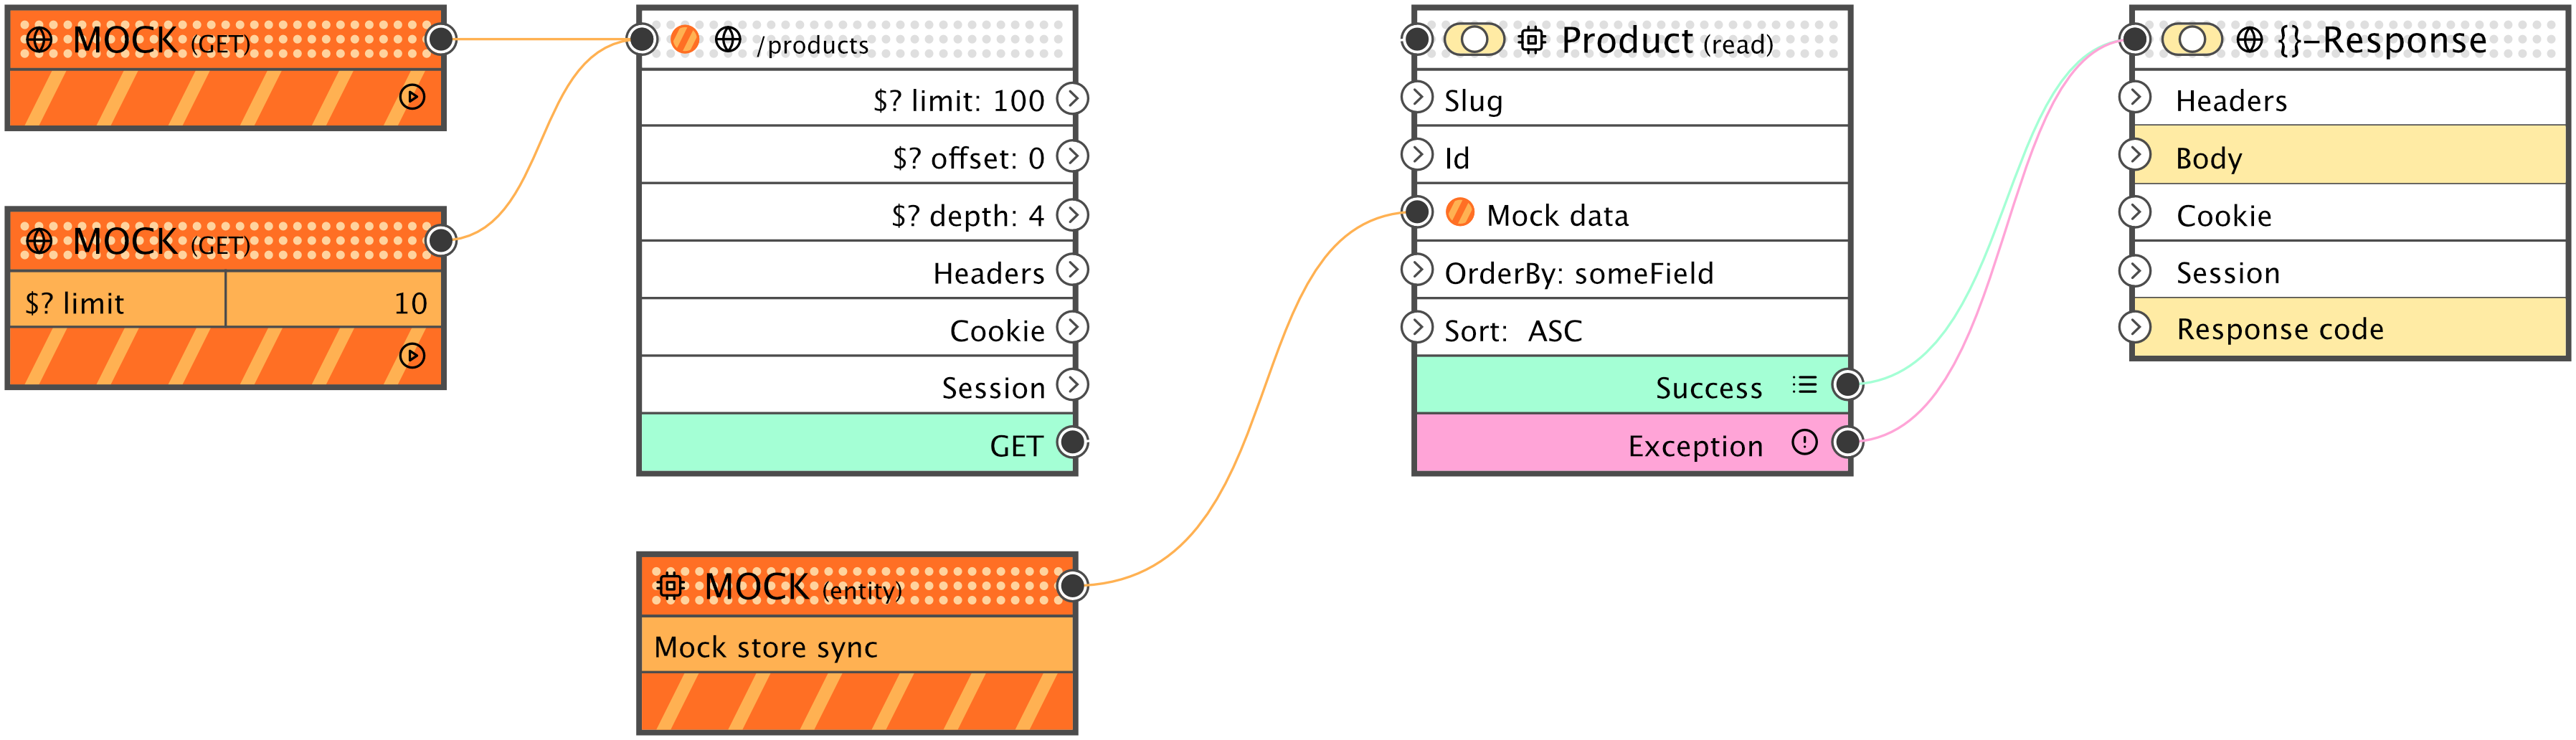 MOCK (GET)
MOCK (GET)
$? limit 10
/products
$? limit: 100
$? offset: 0
$? depth: 4
Headers
Cookie
Session
GET
MOCK (entity)
Mock store sync
Product (read)
Slug
Id
Mock data
OrderBy: someField
Sort: ASC
Success
Exception
{}-Response
Headers
Body
Cookie
Session
Response code